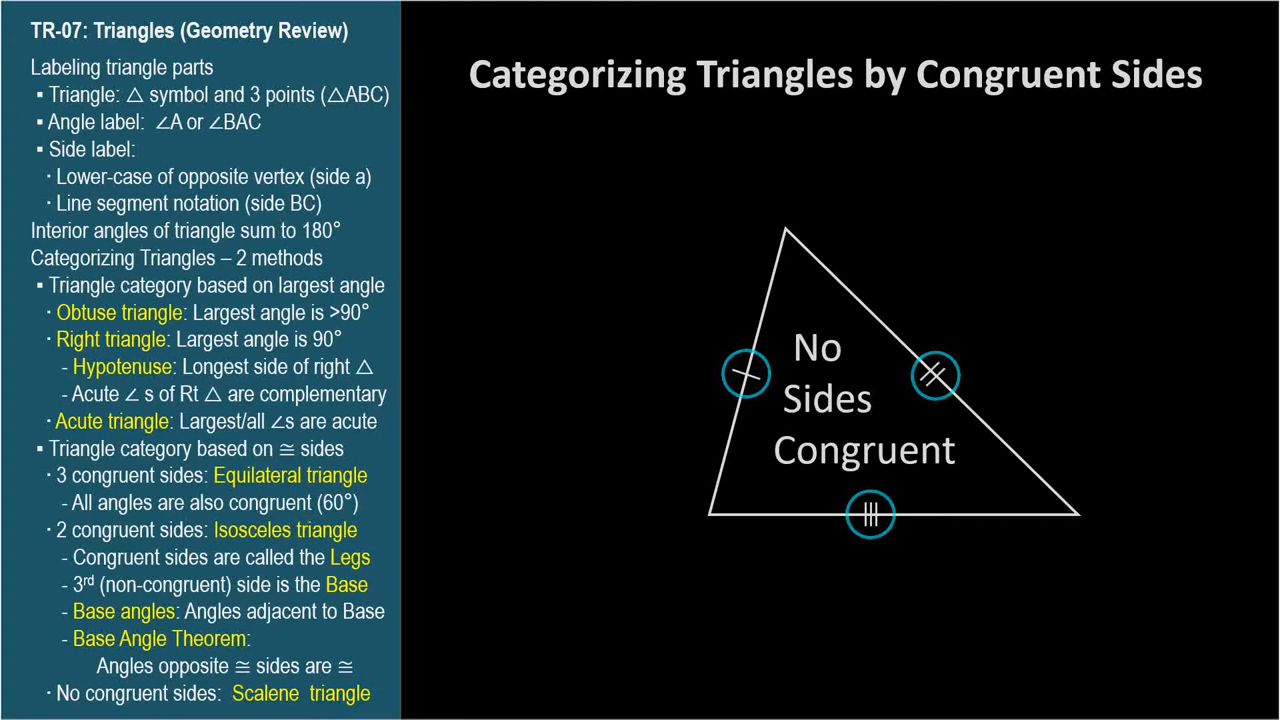 TR-07: Triangles (Geometry Review)
Labeling triangle parts
▪ Triangle: △ symbol and 3 points (△ABC)
▪ Angle label: ∠A or ∠BAC
▪ Side label:
· Lower-case of opposite vertex (side a)
· Line segment notation (side BC)
Interior angles of triangle sum to 180°
Categorizing Triangles – 2 methods
▪ Triangle category based on largest angle
· Obtuse triangle: Largest angle is >90°
· Right triangle: Largest angle is 90°
- Hypotenuse: Longest side of right △
- Acute ∠ s of Rt △ are complementary
· Acute triangle: Largest/all ∠s are acute
▪ Triangle category based on ≅ sides
· 3 congruent sides: Equilateral triangle
- All angles are also congruent (60°)
· 2 congruent sides: Isosceles triangle
- Congruent sides are called the Legs
- 3rd (non-congruent) side is the Base
- Base angles: Angles adjacent to Base
- Base Angle Theorem:
Angles opposite ≅ sides are ≅
· No congruent sides: Scalene triangle
Categorizing Triangles by Congruent Sides
No
Sides
Congruent